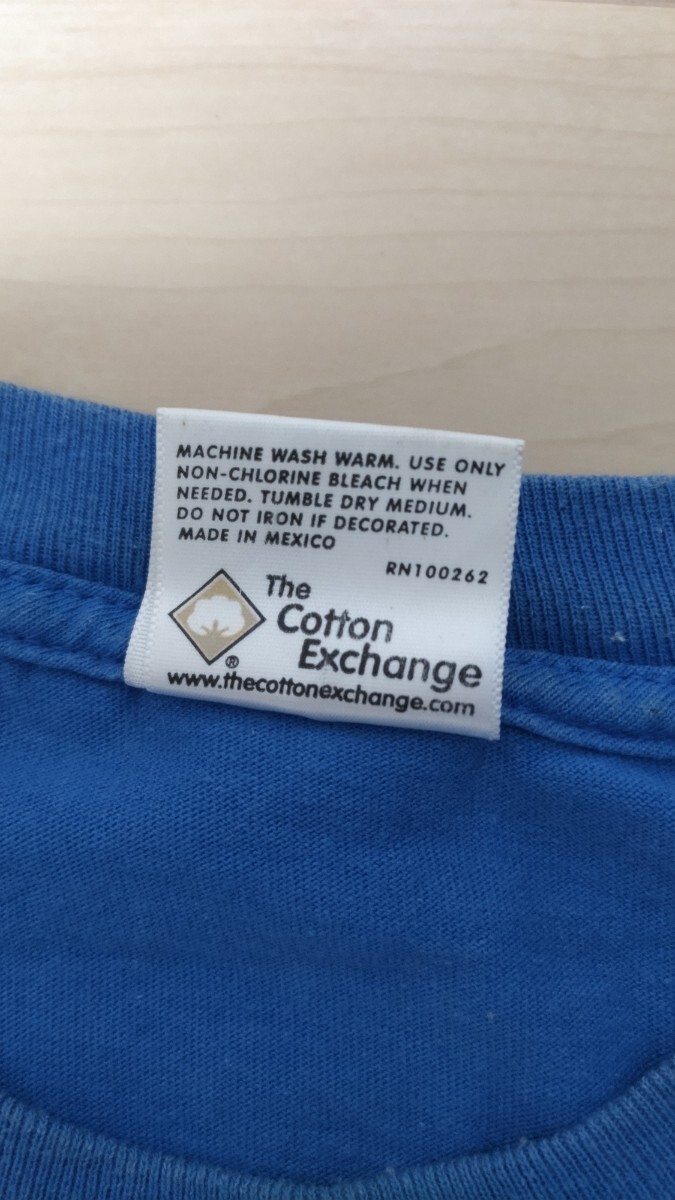 MACHINE WASH WARM. USE ONLY
NON-CHLORINE BLEACH WHEN
NEEDED. TUMBLE DRY MEDIUM.
DO NOT IRON IF DECORATED.
MADE IN MEXICO
RN100262
The
Cotton
Exchange
®
www.thecottonexchange.com